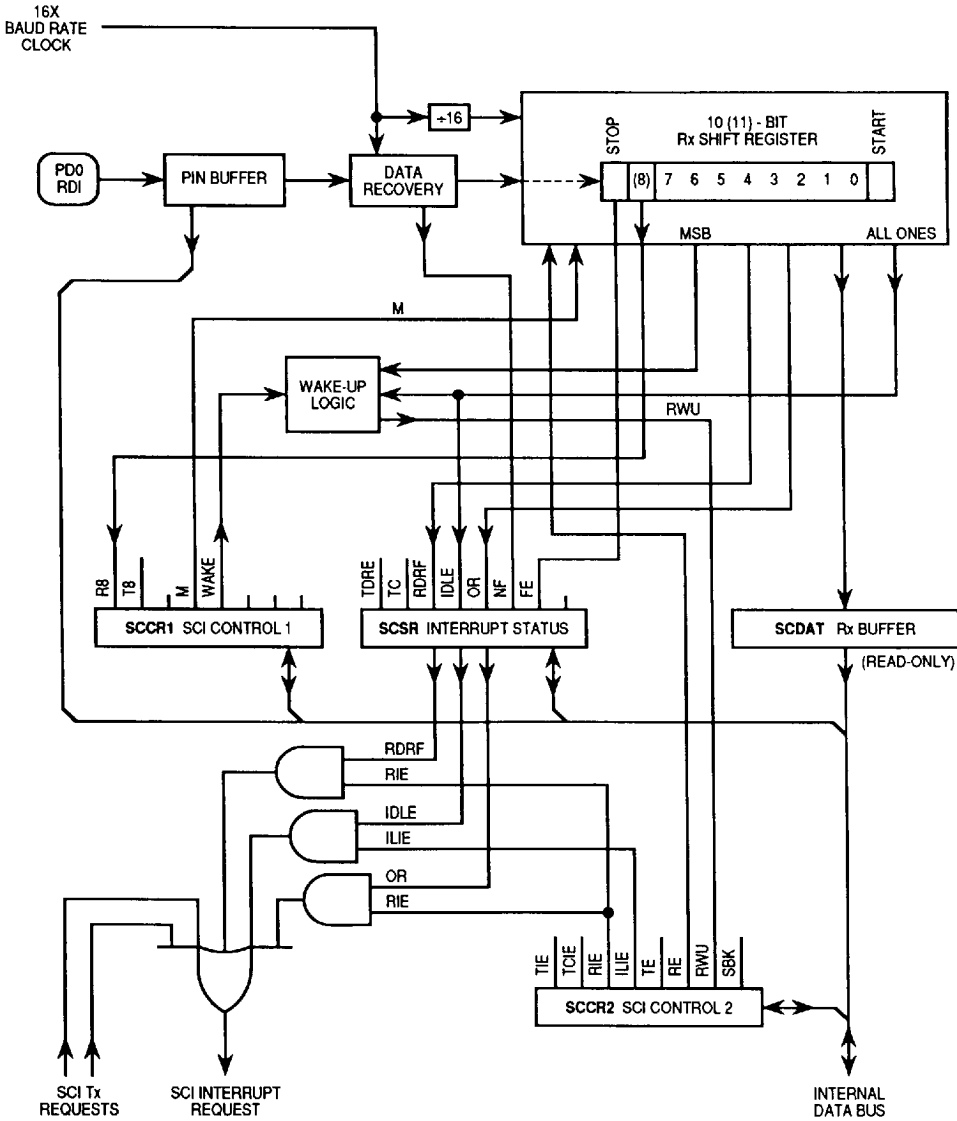 16X
BAUD RATE
CLOCK
÷16
10 (11) - BIT
Rx SHIFT REGISTER
STOP
START
PD0
RDI
PIN BUFFER
DATA
RECOVERY
(8) 7 6 5 4 3 2 1 0
MSB
ALL ONES
M
WAKE-UP
LOGIC
RWU
R8
T8
M
WAKE
TDRE
TC
RDRF
IDLE
OR
NF
FE
SCCR1 SCI CONTROL 1
SCSR INTERRUPT STATUS
SCDAT Rx BUFFER
(READ-ONLY)
RDRF
RIE
IDLE
ILIE
OR
RIE
TIE
TCIE
RIE
ILIE
TE
RE
RWU
SBK
SCCR2 SCI CONTROL 2
SCI Tx
REQUESTS
SCI INTERRUPT
REQUEST
INTERNAL
DATA BUS